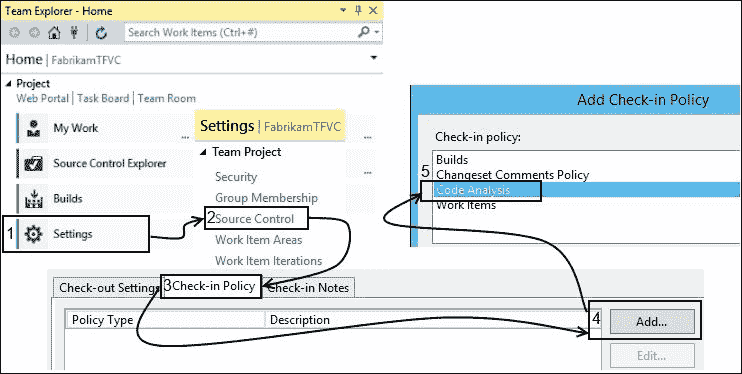 Team Explorer - Home
Search Work Items (Ctrl+#)
Home | FabrikamTFVC
Project
Web Portal | Task Board | Team Room
My Work
...
Source Control Explorer
Builds
...
1 Settings
...
Settings | FabrikamTFVC
Team Project
Security
Group Membership
2 Source Control
Work Item Areas
Work Item Iterations
Add Check-in Policy
Check-in policy:
Builds
Changeset Comments Policy
5 Code Analysis
Work Items
Check-out Settings 3 Check-in Policy Check-in Notes
Policy Type Description
4 Add...
Edit...